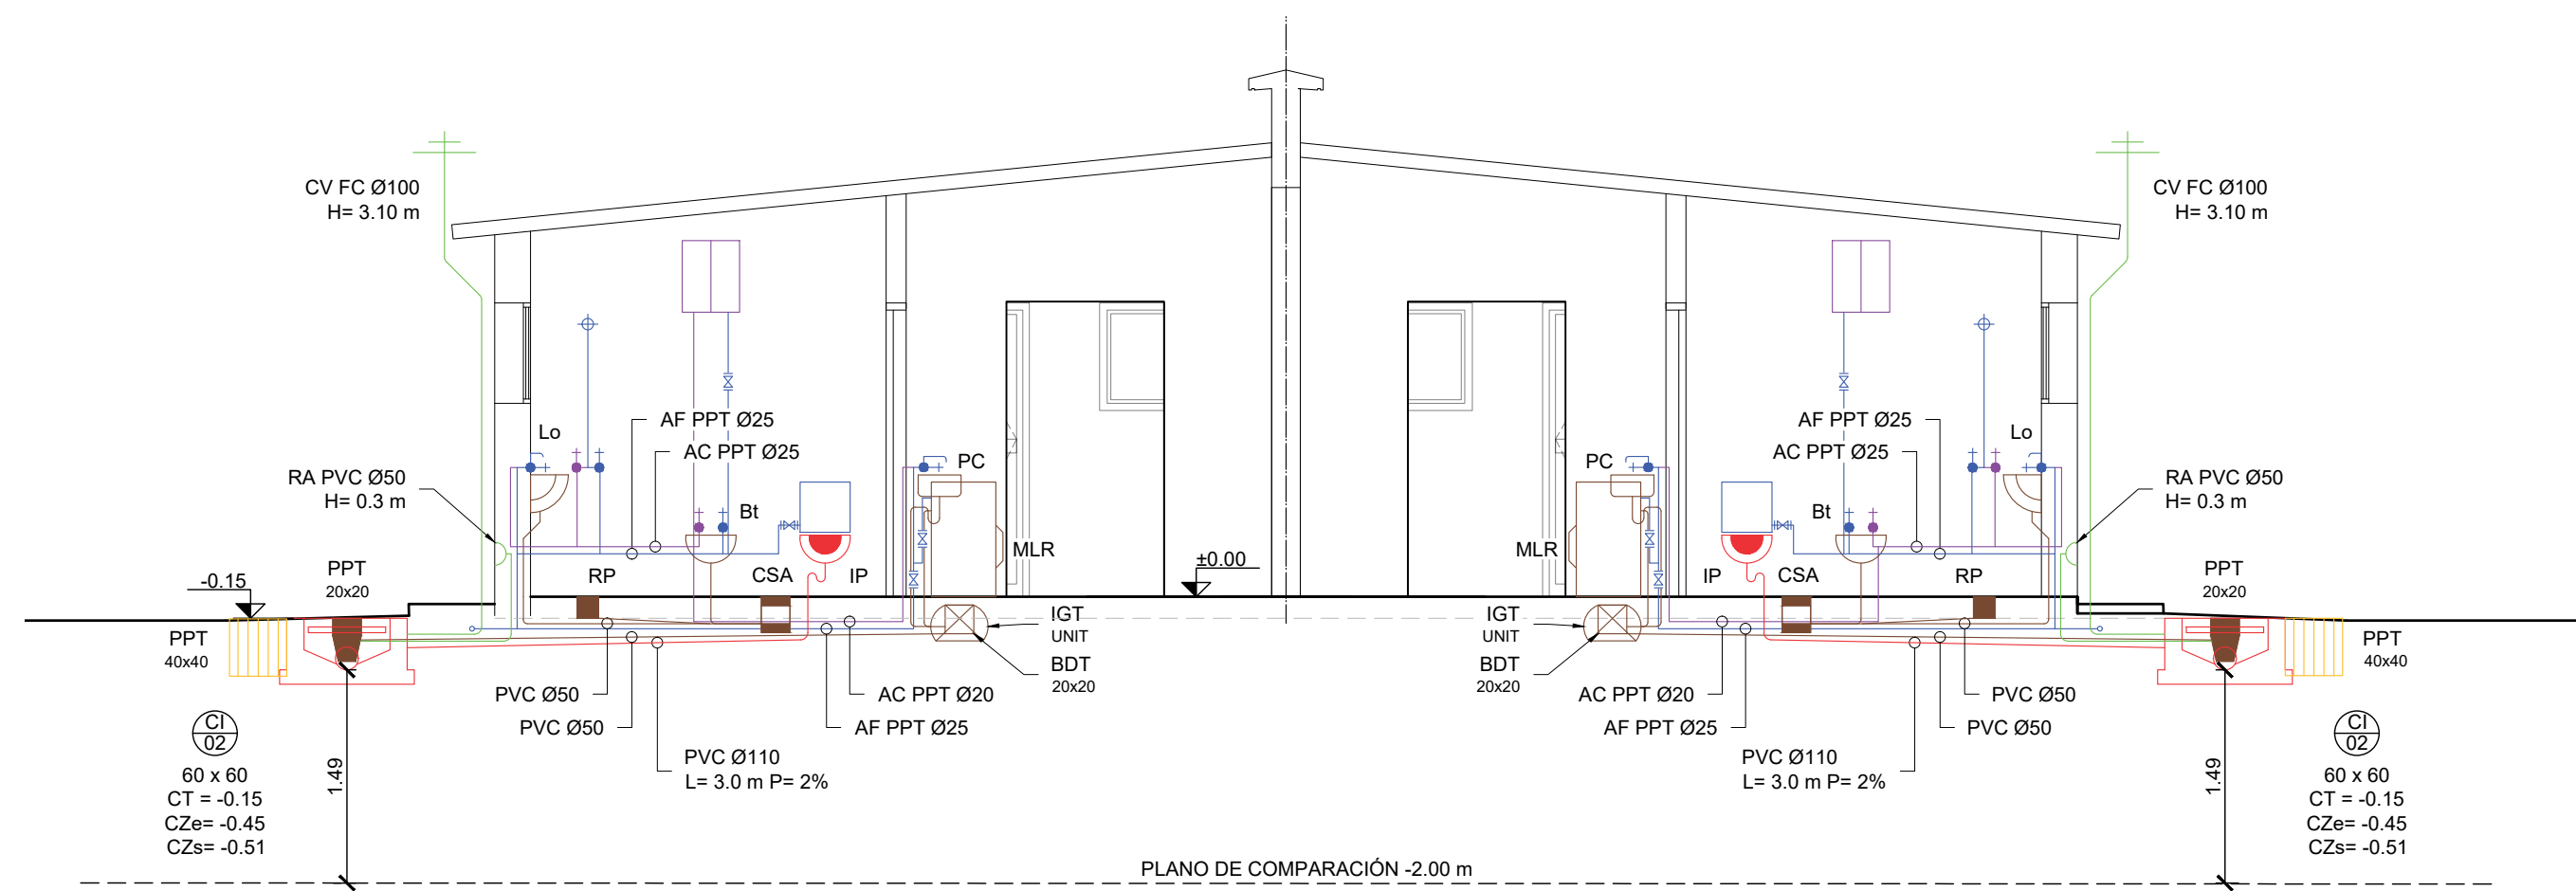 CV FC Ø100
H= 3.10 m
CV FC Ø100
H= 3.10 m
AF PPT Ø25
AC PPT Ø25
Lo
Bt
PC
RA PVC Ø50
H= 0.3 m
MLR
RP
CSA
IP
-0.15
PPT
20x20
PPT
40x40
±0.00
IGT
UNIT
BDT
20x20
PVC Ø50
PVC Ø50
AC PPT Ø20
AF PPT Ø25
PVC Ø110
L= 3.0 m P= 2%
CI
02
60 x 60
CT = -0.15
CZe= -0.45
CZs= -0.51
1.49
AF PPT Ø25
AC PPT Ø25
Lo
Bt
PC
RA PVC Ø50
H= 0.3 m
MLR
IP
CSA
RP
PPT
20x20
PPT
40x40
IGT
UNIT
BDT
20x20
AC PPT Ø20
AF PPT Ø25
PVC Ø50
PVC Ø50
PVC Ø110
L= 3.0 m P= 2%
1.49
CI
02
60 x 60
CT = -0.15
CZe= -0.45
CZs= -0.51
PLANO DE COMPARACIÓN -2.00 m